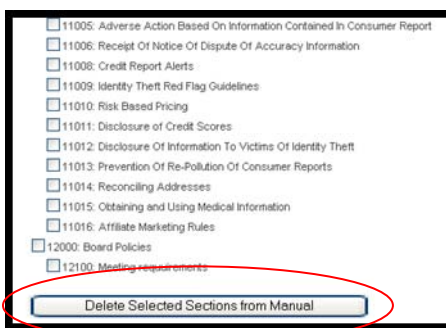 11005: Adverse Action Based On Information Contained In Consumer Report
11006: Receipt Of Notice Of Dispute Of Accuracy Information
11008: Credit Report Alerts
11009: Identity Theft Red Flag Guidelines
11010: Risk Based Pricing
11011: Disclosure of Credit Scores
11012: Disclosure Of Information To Victims Of Identity Theft
11013: Prevention Of Re-Pollution Of Consumer Reports
11014: Reconciling Addresses
11015: Obtaining and Using Medical Information
11016: Affiliate Marketing Rules
12000: Board Policies
12100: Meeting requirements
Delete Selected Sections from Manual